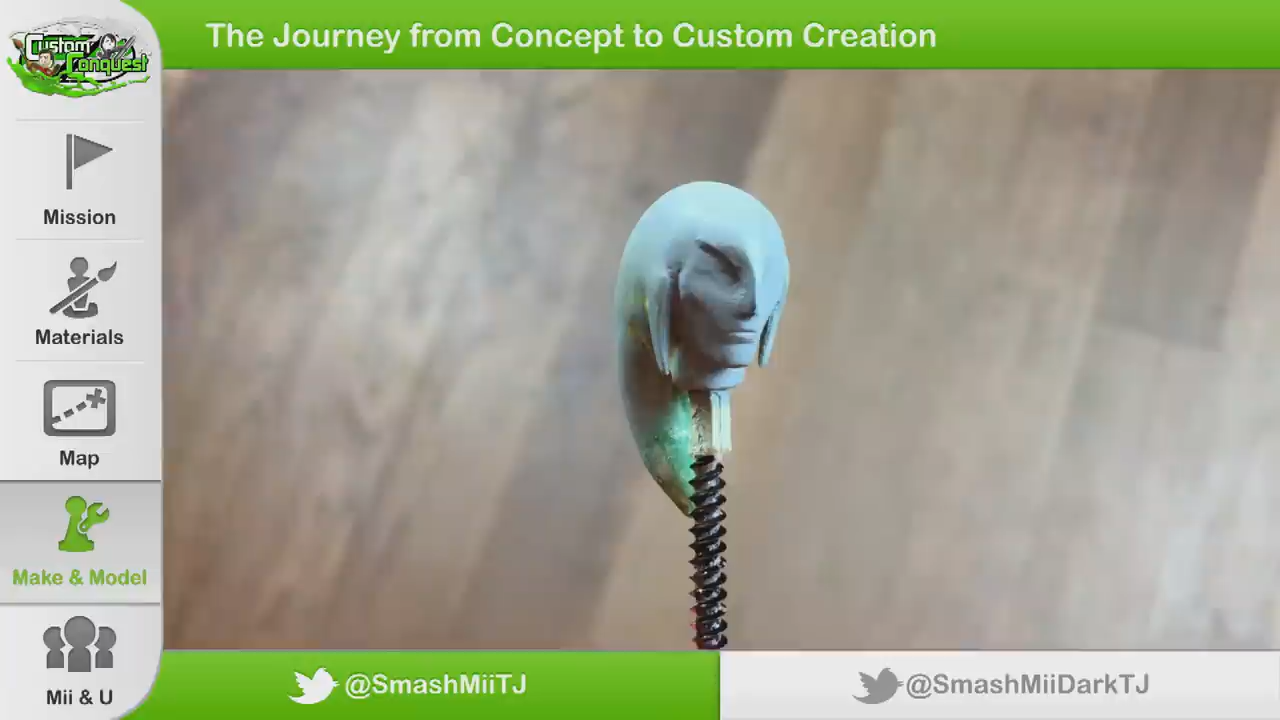 The Journey from Concept to Custom Creation
Custom
Conquest
Mission
Materials
Map
Make & Model
Mii & U
@SmashMiiTJ
@SmashMiiDarkTJ